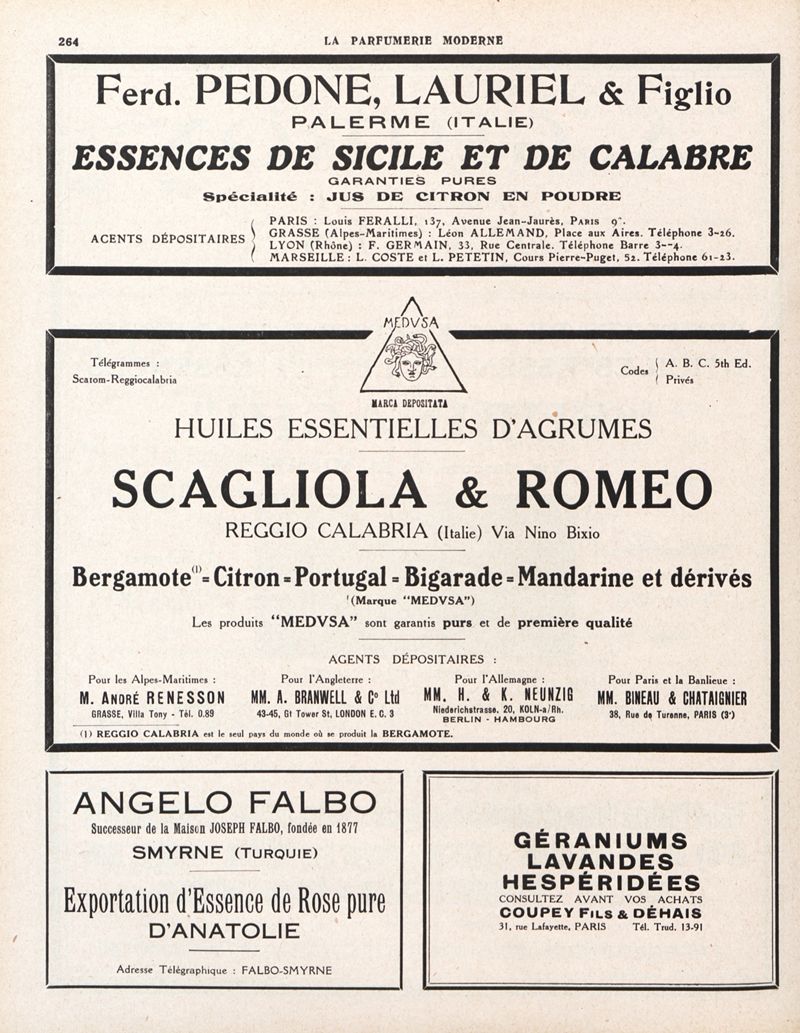 264
LA PARFUMERIE MODERNE
Ferd. PEDONE, LAURIEL & Figlio
PALERME (ITALIE)
ESSENCES DE SICILE ET DE CALABRE
GARANTIES PURES
Spécialité : JUS DE CITRON EN POUDRE
AGENTS DÉPOSITAIRES
PARIS : Louis FERALLI, 137, Avenue Jean-Jaurès, PARIS
GRASSE (Alpes-Maritimes) : Léon ALLEMAND, Place aux Aires. Téléphone 3-26.
LYON (Rhône) : F. GERMAIN, 33, Rue Centrale. Téléphone Barre
MARSEILLE : L. COSTE et L. PETETIN, Cours Pierre-Puget, 52. Téléphone 61-23.
MEDVSA
Télégrammes :
Scarom-Reggiocalabria
Codes
A. B. C. 5th Ed.
Privés
MARCA DEPOSITATA
HUILES ESSENTIELLES D'AGRUMES
SCAGLIOLA & ROMEO
REGGIO CALABRIA (Italie) Via Nino Bixio
Bergamote(1)=Citron=Portugal=Bigarade=Mandarine et dérivés
(Marque "MEDVSA")
Les produits "MEDVSA" sont garantis purs et de première qualité
AGENTS DÉPOSITAIRES :
Pour les Alpes-Maritimes :
M. ANDRÉ RENESSON
GRASSE, Villa Tony - Tél. 0.89
Pour l'Angleterre :
MM. A. BRANWELL & Co Ltd
43-45, Gt Tower St, LONDON E. C. 3
Pour l'Allemagne :
MM. H. & K. NEUNZIG
Niederichstrasse. 20, KOLN-a/Rh.
BERLIN - HAMBOURG
Pour Paris et la Banlieue :
MM. BINEAU & CHATAIGNIER
38, Rue de Turenne, PARIS (3e)
(1) REGGIO CALABRIA est le seul pays du monde où se produit la BERGAMOTE.
ANGELO FALBO
Successeur de la Maison JOSEPH FALBO, fondée en 1877
SMYRNE (TURQUIE)
Exportation d'Essence de Rose pure
D'ANATOLIE
Adresse Télégraphique : FALBO-SMYRNE
GÉRANIUMS
LAVANDES
HESPÉRIDÉES
CONSULTEZ AVANT VOS ACHATS
COUPEY FILS & DÉHAIS
31, rue Lafayette, PARIS Tél. Trud. 13-91